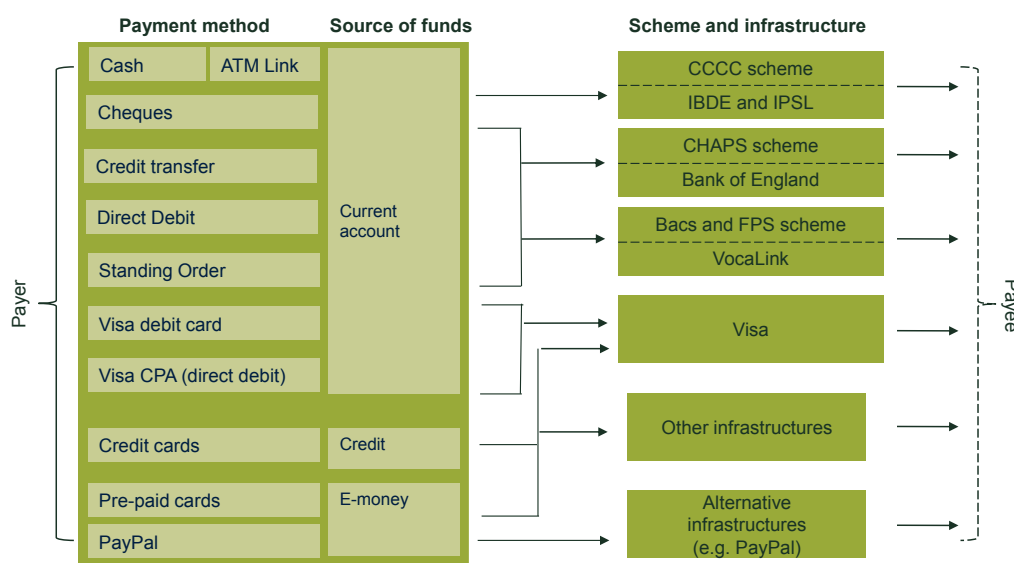 Payment method
Source of funds
Scheme and infrastructure
Payer
Cash
ATM Link
Cheques
Credit transfer
Direct Debit
Standing Order
Visa debit card
Visa CPA (direct debit)
Credit cards
Pre-paid cards
PayPal
Current
account
Credit
E-money
CCCC scheme
IBDE and IPSL
CHAPS scheme
Bank of England
Bacs and FPS scheme
VocaLink
Visa
Other infrastructures
Alternative
infrastructures
(e.g. PayPal)
Payee